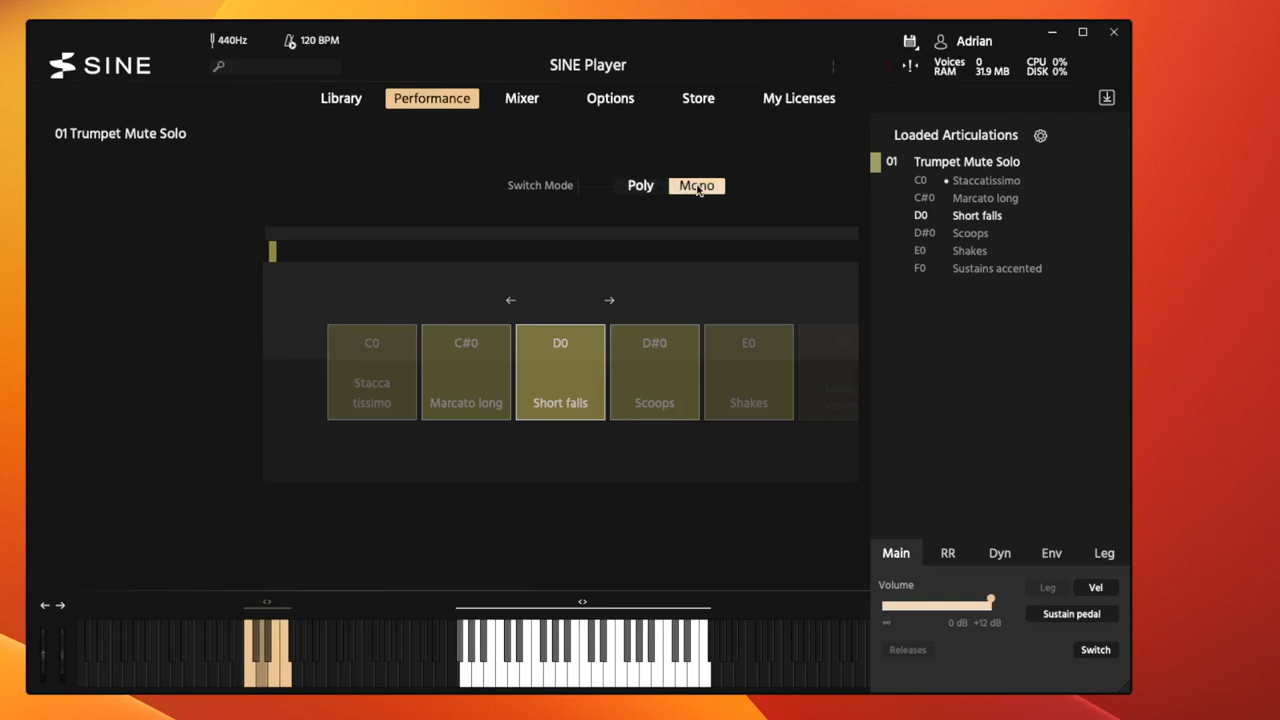 440Hz
120 BPM
SINE
SINE Player
Adrian
Voices 0
RAM 31.9 MB
CPU 0%
DISK 0%
Library
Performance
Mixer
Options
Store
My Licenses
01 Trumpet Mute Solo
Switch Mode
Poly
Mono
C0
Stacca
tissimo
C#0
Marcato long
D0
Short falls
D#0
Scoops
E0
Shakes
Loaded Articulations
01 Trumpet Mute Solo
C0 Staccatissimo
C#0 Marcato long
D0 Short falls
D#0 Scoops
E0 Shakes
F0 Sustains accented
Main
RR
Dyn
Env
Leg
Volume
∞ 0 dB +12 dB
Leg
Vel
Sustain pedal
Releases
Switch